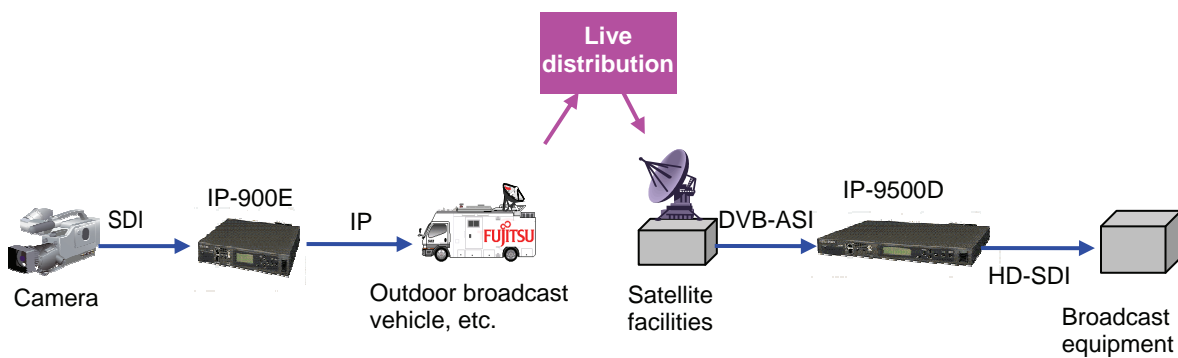 Live
distribution
IP-900E
IP-9500D
SDI
IP
FUJITSU
DVB-ASI
HD-SDI
Camera
Outdoor broadcast
vehicle, etc.
Satellite
facilities
Broadcast
equipment